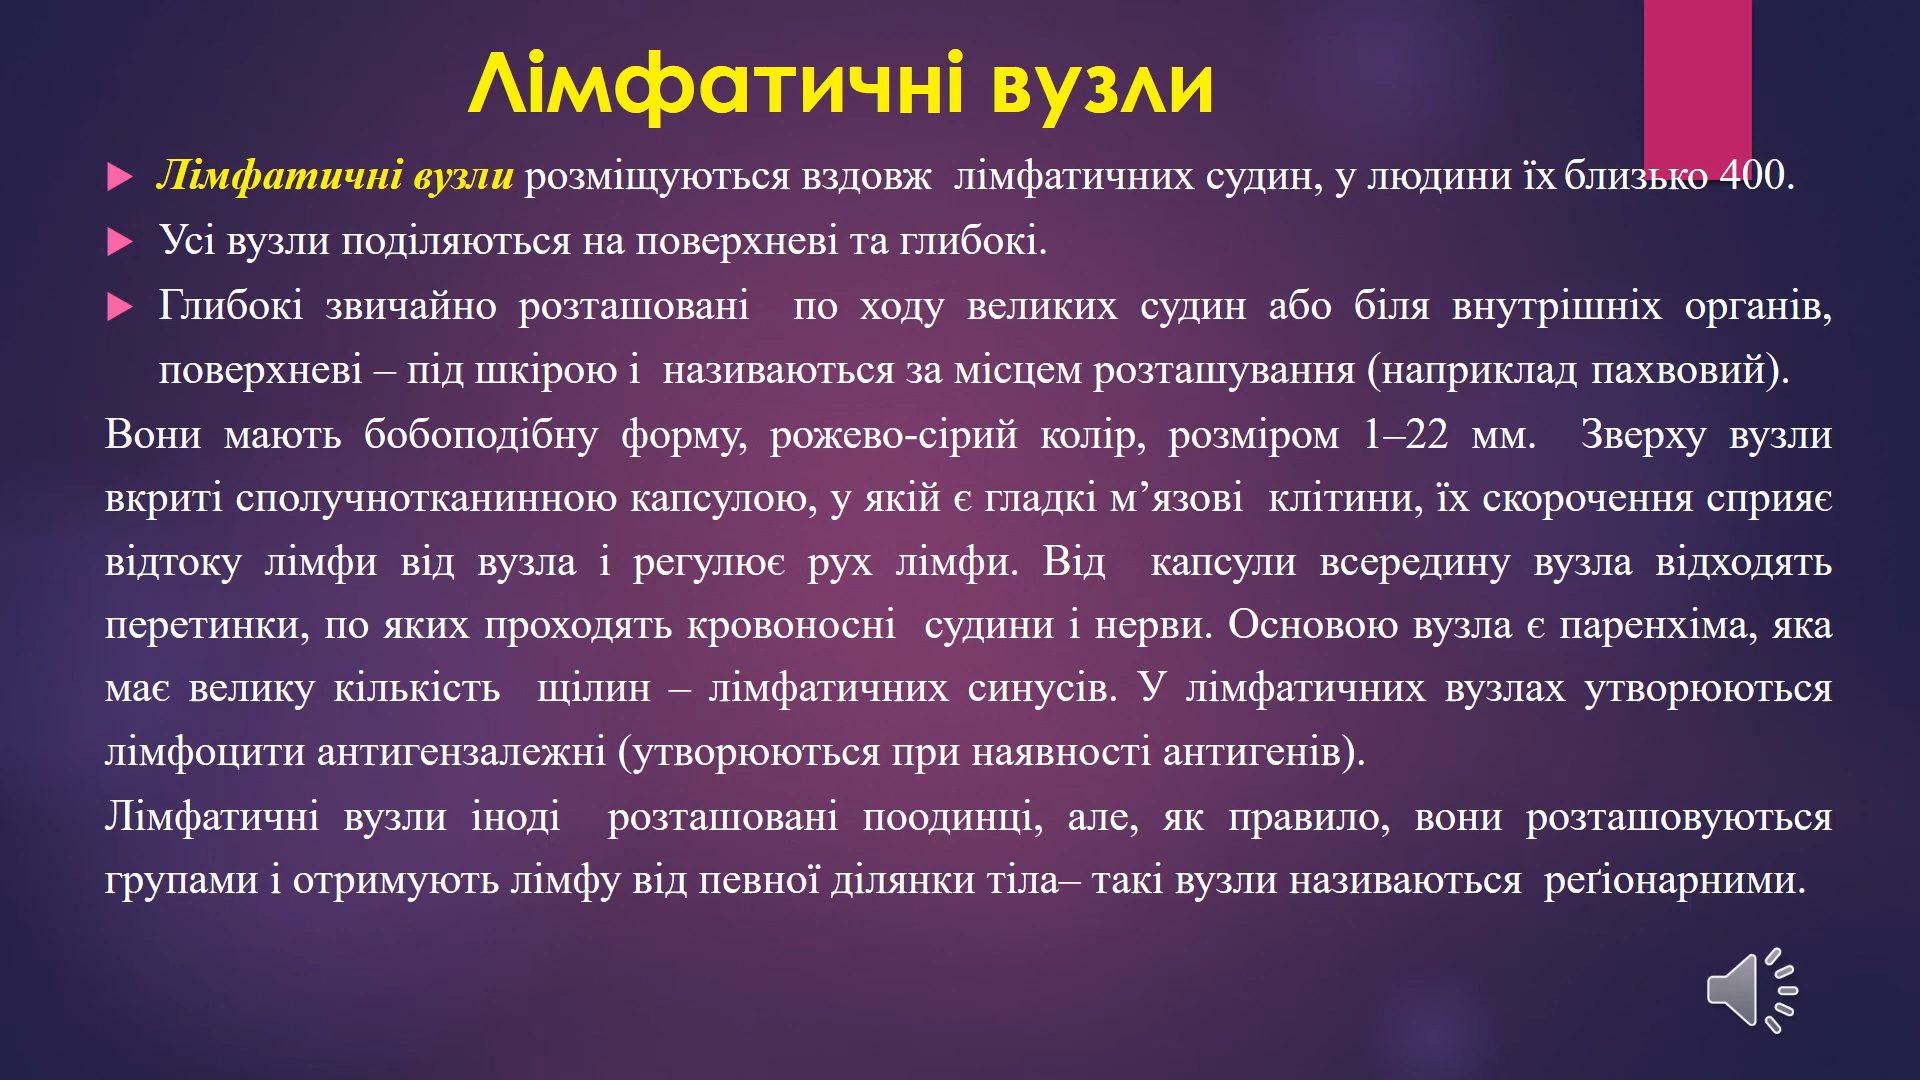 Лімфатичні вузли
Лімфатичні вузли розміщуються вздовж лімфатичних судин, у людини їх близько 400.
Усі вузли поділяються на поверхневі та глибокі.
Глибокі звичайно розташовані по ходу великих судин або біля внутрішніх органів,
поверхневі – під шкірою і називаються за місцем розташування (наприклад пахвовий).
Вони мають бобоподібну форму, рожево-сірий колір, розміром 1–22 мм. Зверху вузли
вкриті сполучнотканинною капсулою, у якій є гладкі м’язові клітини, їх скорочення сприяє
відтоку лімфи від вузла і регулює рух лімфи. Від капсули всередину вузла відходять
перетинки, по яких проходять кровоносні судини і нерви. Основою вузла є паренхіма, яка
має велику кількість щілин – лімфатичних синусів. У лімфатичних вузлах утворюються
лімфоцити антигензалежні (утворюються при наявності антигенів).
Лімфатичні вузли іноді розташовані поодинці, але, як правило, вони розташовуються
групами і отримують лімфу від певної ділянки тіла– такі вузли називаються реґіонарними.